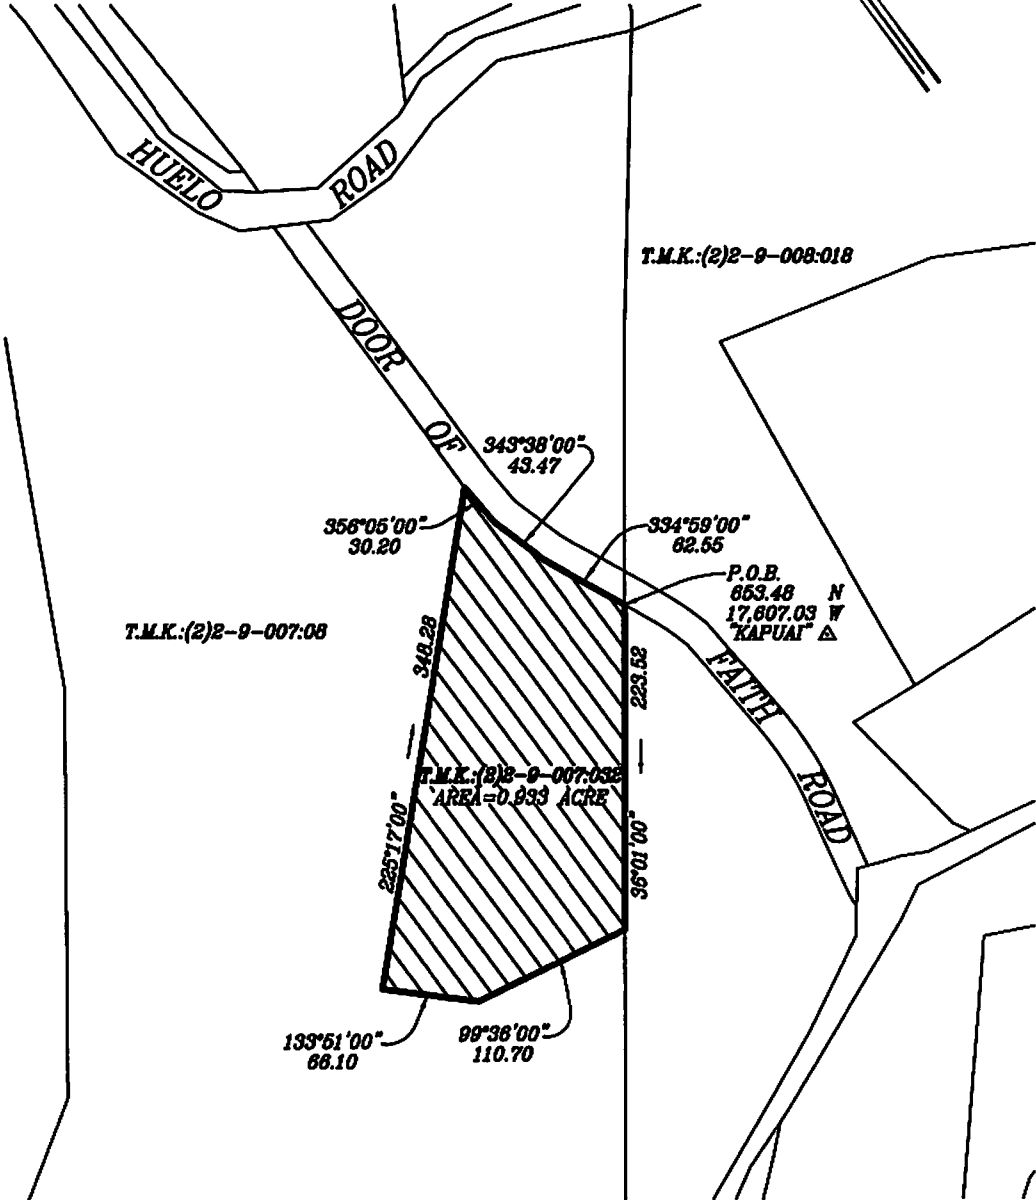 HUELO ROAD
T.M.K.:(2)2-9-008:018
DOOR OF FAITH ROAD
343°38'00"
43.47
356°05'00"
30.20
334°59'00"
62.55
P.O.B.
653.48 N
17,607.03 W
"KAPUAI"
T.M.K.:(2)2-9-007:08
348.28
225°17'00"
223.52
36°01'00"
T.M.K.:(2)2-9-007:032
AREA=0.933 ACRE
133°51'00"
66.10
99°36'00"
110.70